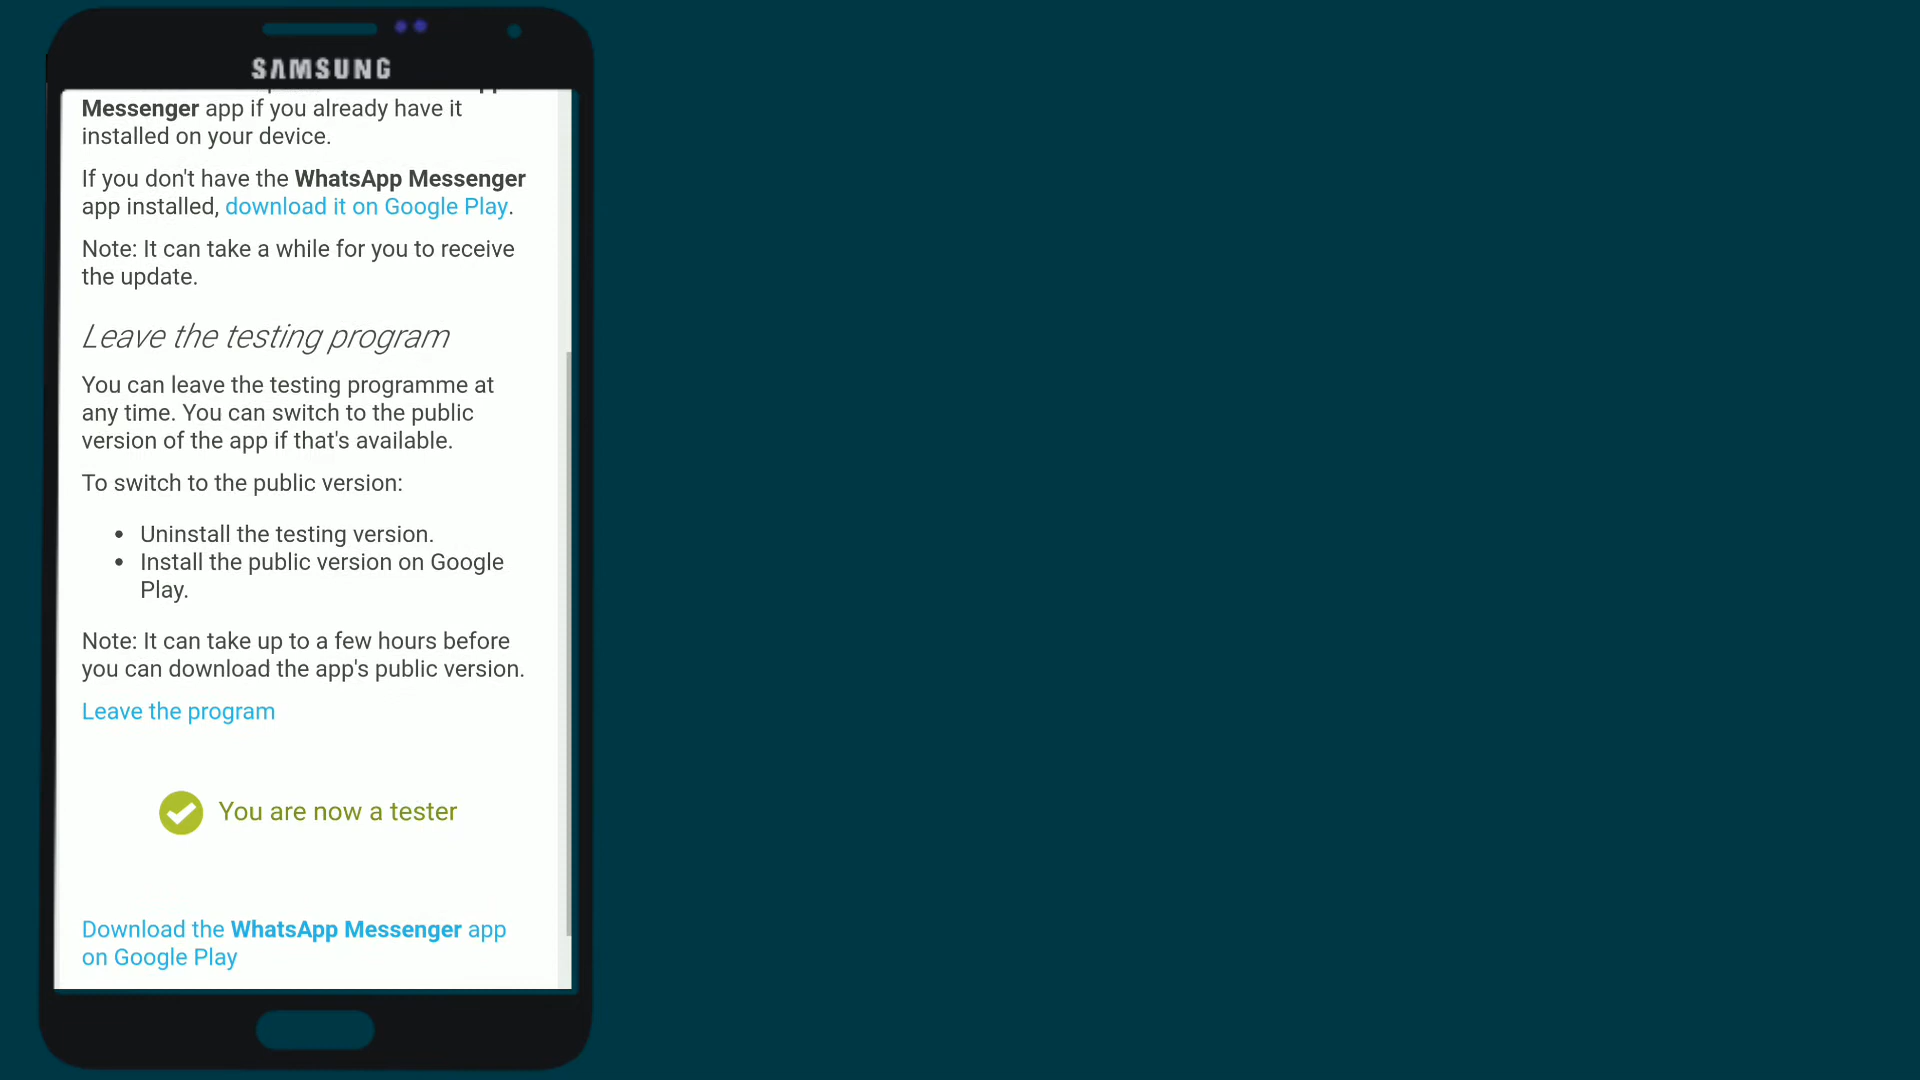 SAMSUNG
Messenger app if you already have it
installed on your device.
If you don't have the WhatsApp Messenger
app installed, download it on Google Play.
Note: It can take a while for you to receive
the update.
Leave the testing program
You can leave the testing programme at
any time. You can switch to the public
version of the app if that's available.
To switch to the public version:
• Uninstall the testing version.
• Install the public version on Google
Play.
Note: It can take up to a few hours before
you can download the app's public version.
Leave the program
You are now a tester
Download the WhatsApp Messenger app
on Google Play